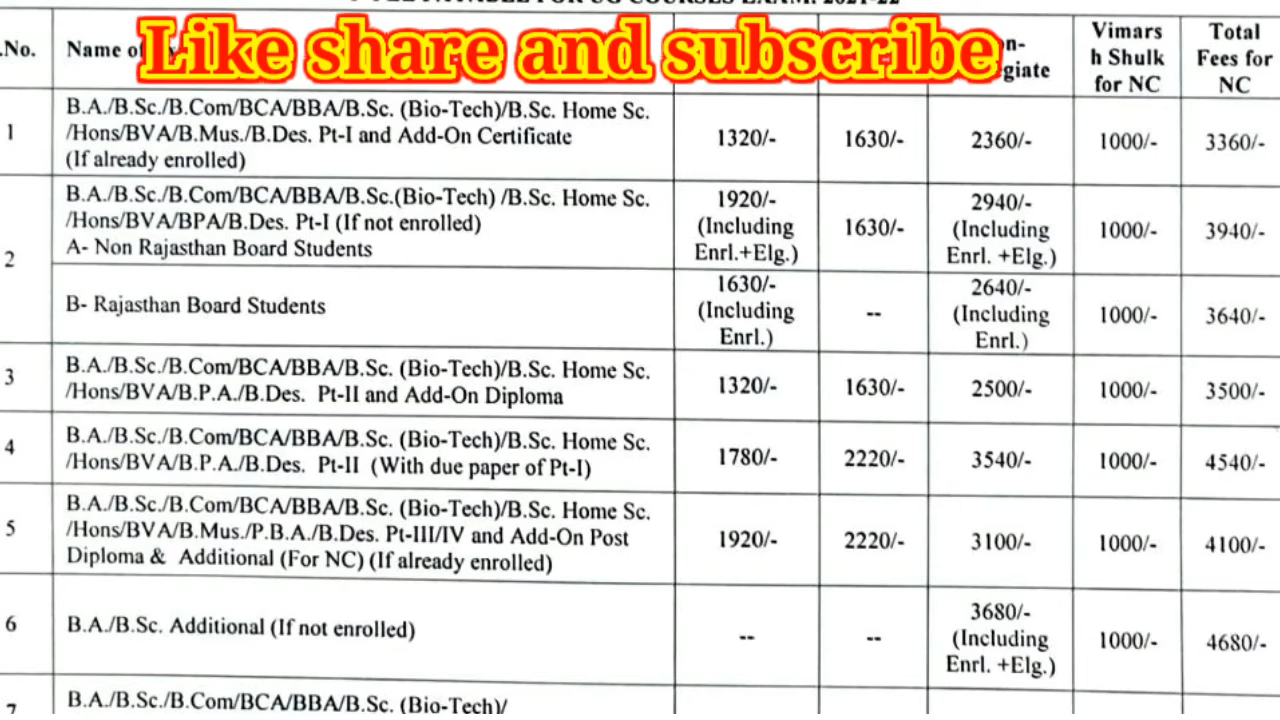 Like share and subscribe
.No.
Name of
on-
giate
Vimars
h Shulk
for NC
Total
Fees for
NC
1
B.A./B.Sc./B.Com/BCA/BBA/B.Sc. (Bio-Tech)/B.Sc. Home Sc.
/Hons/BVA/B.Mus./B.Des. Pt-I and Add-On Certificate
(If already enrolled)
1320/-
1630/-
2360/-
1000/-
3360/-
2
B.A./B.Sc./B.Com/BCA/BBA/B.Sc.(Bio-Tech) /B.Sc. Home Sc.
/Hons/BVA/BPA/B.Des. Pt-I (If not enrolled)
A- Non Rajasthan Board Students
1920/-
(Including
Enrl.+Elg.)
1630/-
2940/-
(Including
Enrl. +Elg.)
1000/-
3940/-
B- Rajasthan Board Students
1630/-
(Including
Enrl.)
--
2640/-
(Including
Enrl.)
1000/-
3640/-
3
B.A./B.Sc./B.Com/BCA/BBA/B.Sc. (Bio-Tech)/B.Sc. Home Sc.
/Hons/BVA/B.P.A./B.Des. Pt-II and Add-On Diploma
1320/-
1630/-
2500/-
1000/-
3500/-
4
B.A./B.Sc./B.Com/BCA/BBA/B.Sc. (Bio-Tech)/B.Sc. Home Sc.
/Hons/BVA/B.P.A./B.Des. Pt-II (With due paper of Pt-I)
1780/-
2220/-
3540/-
1000/-
4540/-
5
B.A./B.Sc./B.Com/BCA/BBA/B.Sc. (Bio-Tech)/B.Sc. Home Sc.
/Hons/BVA/B.Mus./P.B.A./B.Des. Pt-III/IV and Add-On Post
Diploma & Additional (For NC) (If already enrolled)
1920/-
2220/-
3100/-
1000/-
4100/-
6
B.A./B.Sc. Additional (If not enrolled)
--
--
3680/-
(Including
Enrl. +Elg.)
1000/-
4680/-
7
B.A./B.Sc./B.Com/BCA/BBA/B.Sc. (Bio-Tech)/